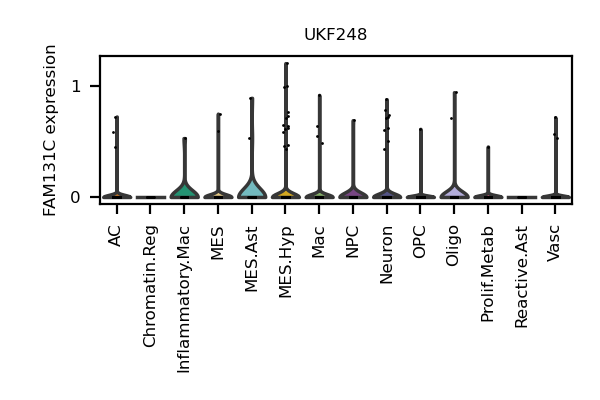 UKF248
FAM131C expression
1
0
AC
Chromatin.Reg
Inflammatory.Mac
MES
MES.Ast
MES.Hyp
Mac
NPC
Neuron
OPC
Oligo
Prolif.Metab
Reactive.Ast
Vasc